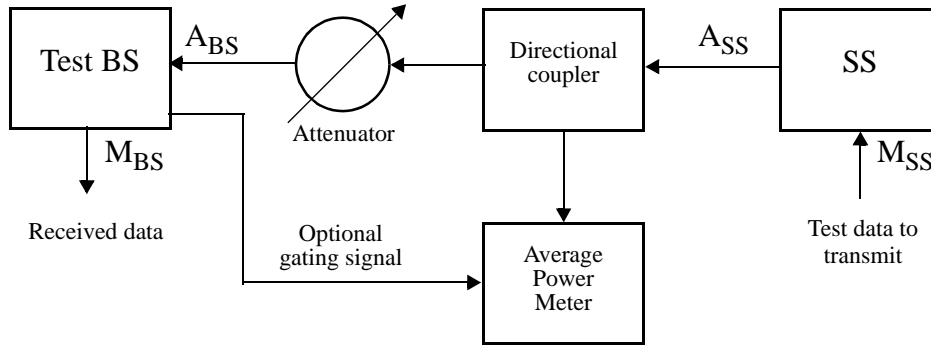 Test BS
A_BS
Attenuator
Directional
coupler
A_SS
SS
M_BS
Received data
Optional
gating signal
Average
Power
Meter
M_SS
Test data to
transmit